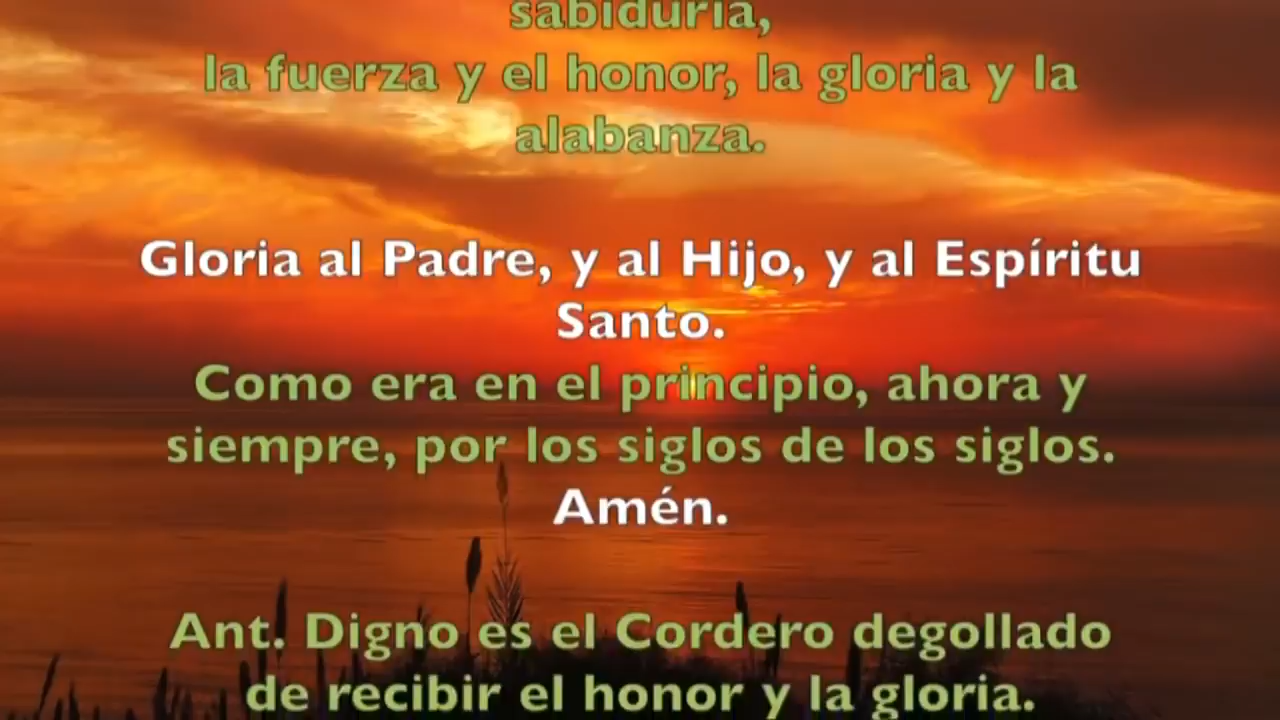 sabiduría,
la fuerza y el honor, la gloria y la
alabanza.
Gloria al Padre, y al Hijo, y al Espíritu
Santo.
Como era en el principio, ahora y
siempre, por los siglos de los siglos.
Amén.
Ant. Digno es el Cordero degollado
de recibir el honor y la gloria.